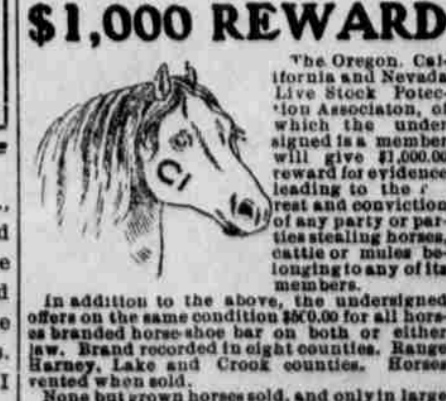 $1,000 REWARD
The Oregon, Cal-
ifornia and Nevada
Live Stock Potec-
tion Associaton, of
which the under
signed is a member
will give $1,000.00
reward for evidence
leading to the
rest and conviction
of any party or par-
ties stealing horses,
cattle or mules be-
longing to any of its
members.
In addition to the above, the undersigned
offers on the same condition $500.00 for all hors-
es branded horse shoe bar on both or either
jaw. Brand recorded in eight counties. Range
Harney, Lake and Crook counties. Horses
vented when sold.
None but grown horses sold, and only in large